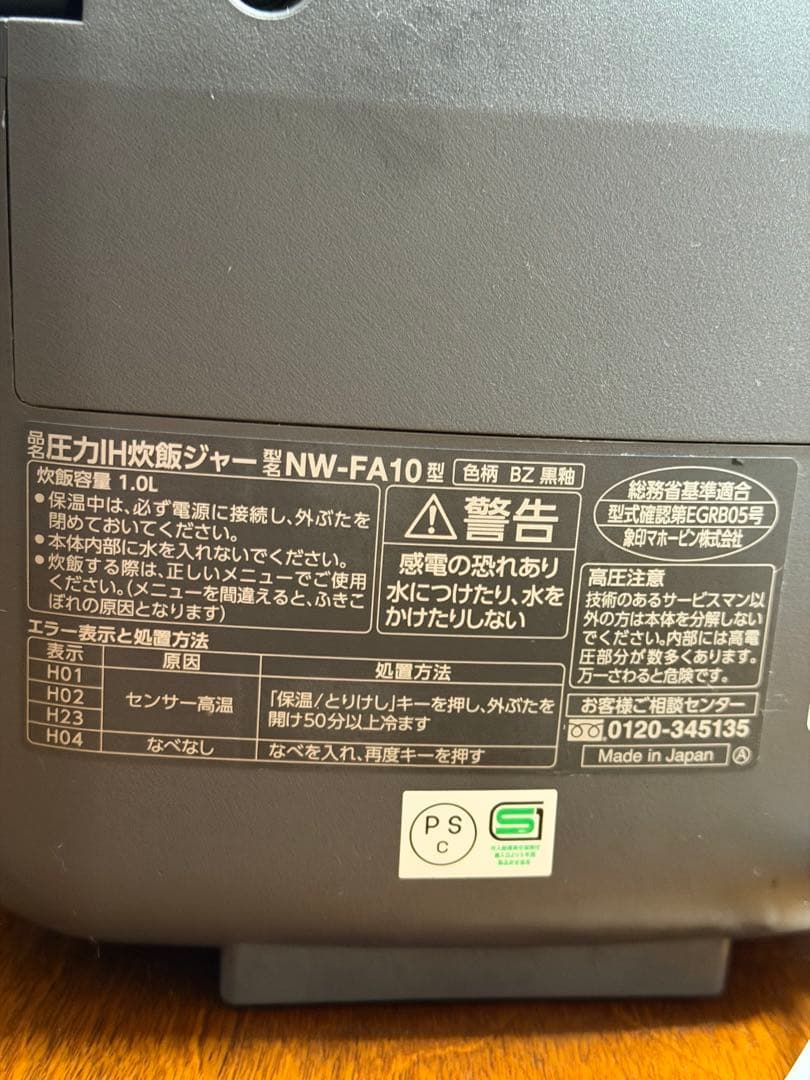 品名 圧力IH炊飯ジャー 型名 NW-FA10型 色柄 BZ 黒釉
炊飯容量 1.0L
●保温中は、必ず電源に接続し、外ぶたを
閉めておいてください。
●本体内部に水を入れないでください。
●炊飯する際は、正しいメニューでご使用
ください。(メニューを間違えると、ふきこ
ぼれの原因となります)
⚠警告
感電の恐れあり
水につけたり、水を
かけたりしない
総務省基準適合
型式確認第EGRB05号
象印マホービン株式会社
高圧注意
技術のあるサービスマン以
外の方は本体を分解しない
でください。内部には高電
圧部分が数多くあります。
万一さわると危険です。
エラー表示と処置方法
表示 原因 処置方法
H01
H02
H23
センサー高温
「保温/とりけし」キーを押し、外ぶたを
開け50分以上冷ます
H04 なべなし なべを入れ、再度キーを押す
お客様ご相談センター
0120-345135
Made in Japan Ⓐ
PS
C
S